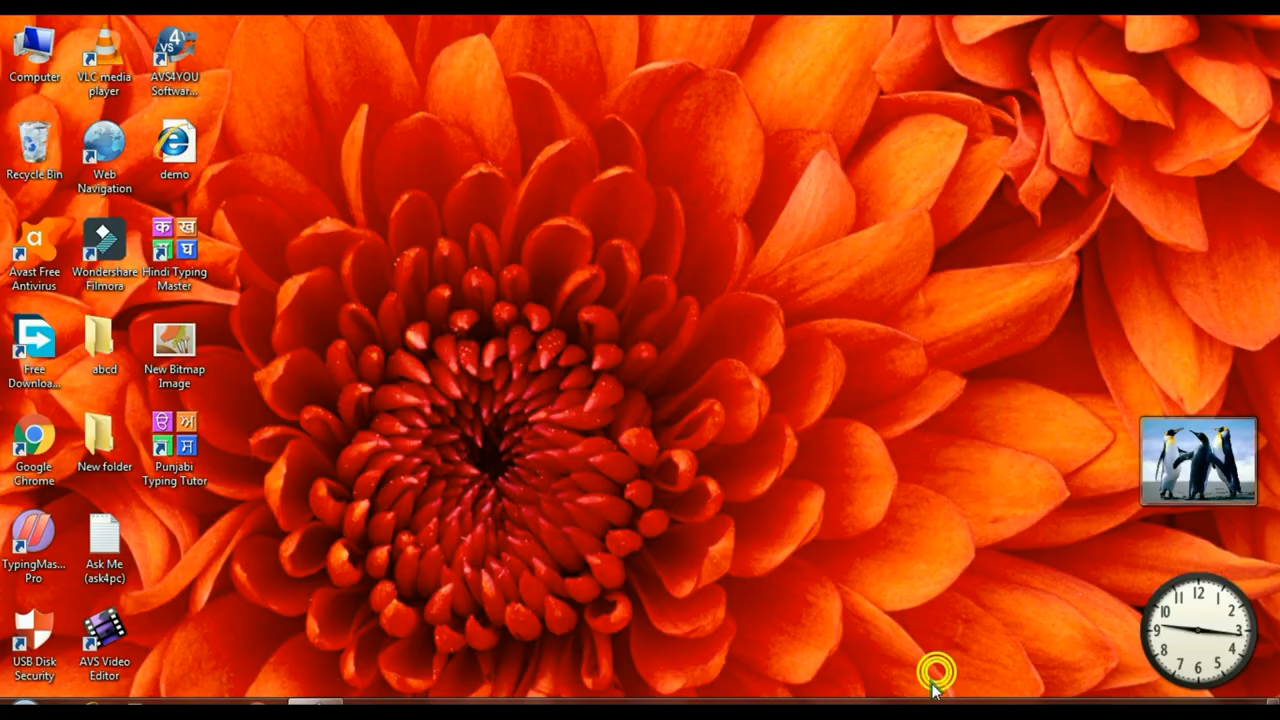 Computer
VLC media
player
AVS4YOU
Softwar...
Recycle Bin
Web
Navigation
demo
Avast Free
Antivirus
Wondershare
Filmora
क ख
घ
Hindi Typing
Master
Free
Downloa...
abcd
New Bitmap
Image
Google
Chrome
New folder
ੳ ਅ
ਸ
Punjabi
Typing Tutor
TypingMas...
Pro
Ask Me
(ask4pc)
USB Disk
Security
AVS Video
Editor
12
11 1
10 2
9 3
8 4
7 5
6